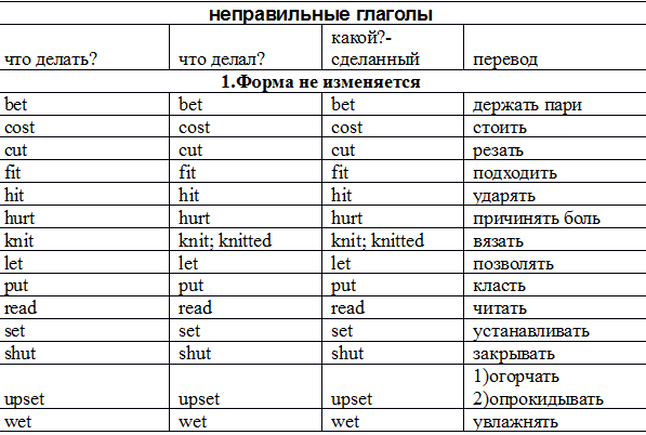 неправильные глаголы
что делать? что делал? какой?-
сделанный перевод
1.Форма не изменяется
bet bet bet держать пари
cost cost cost стоить
cut cut cut резать
fit fit fit подходить
hit hit hit ударять
hurt hurt hurt причинять боль
knit knit; knitted knit; knitted вязать
let let let позволять
put put put класть
read read read читать
set set set устанавливать
shut shut shut закрывать
upset upset upset 1)огорчать
2)опрокидывать
wet wet wet увлажнять